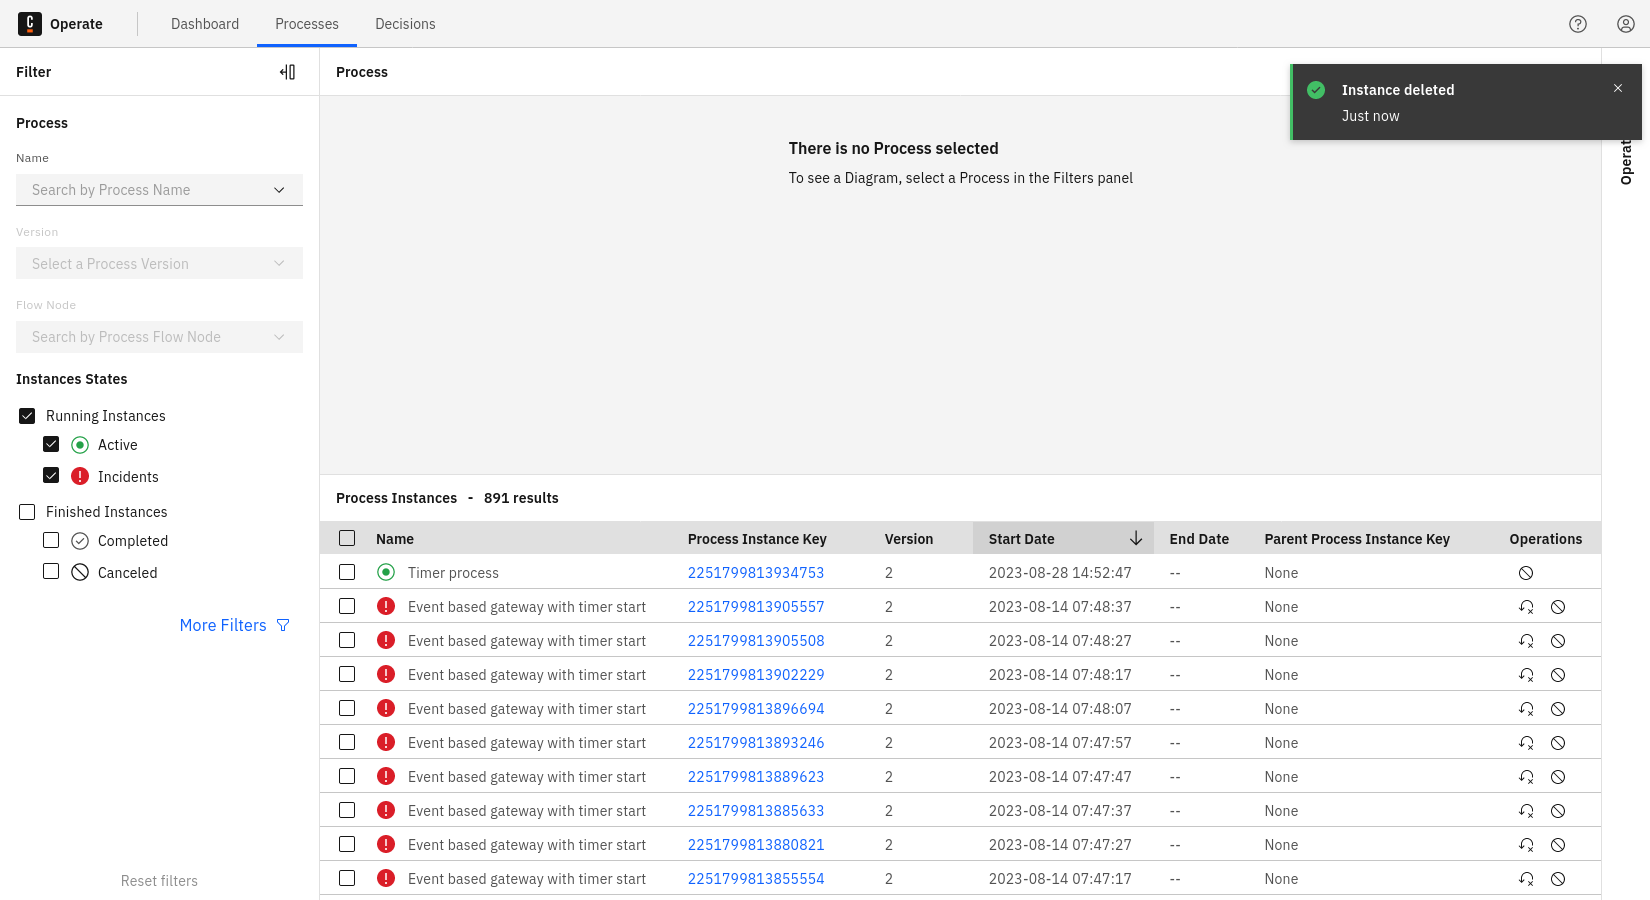 Operate
Dashboard
Processes
Decisions
Filter
Process
Name
Search by Process Name
Version
Select a Process Version
Flow Node
Search by Process Flow Node
Instances States
Running Instances
Active
Incidents
Finished Instances
Completed
Canceled
More Filters
Reset filters
Process
There is no Process selected
To see a Diagram, select a Process in the Filters panel
Instance deleted
Just now
Process Instances - 891 results
Name Process Instance Key Version Start Date End Date Parent Process Instance Key Operations
Timer process 2251799813934753 2 2023-08-28 14:52:47 -- None
Event based gateway with timer start 2251799813905557 2 2023-08-14 07:48:37 -- None
Event based gateway with timer start 2251799813905508 2 2023-08-14 07:48:27 -- None
Event based gateway with timer start 2251799813902229 2 2023-08-14 07:48:17 -- None
Event based gateway with timer start 2251799813896694 2 2023-08-14 07:48:07 -- None
Event based gateway with timer start 2251799813893246 2 2023-08-14 07:47:57 -- None
Event based gateway with timer start 2251799813889623 2 2023-08-14 07:47:47 -- None
Event based gateway with timer start 2251799813885633 2 2023-08-14 07:47:37 -- None
Event based gateway with timer start 2251799813880821 2 2023-08-14 07:47:27 -- None
Event based gateway with timer start 2251799813855554 2 2023-08-14 07:47:17 -- None